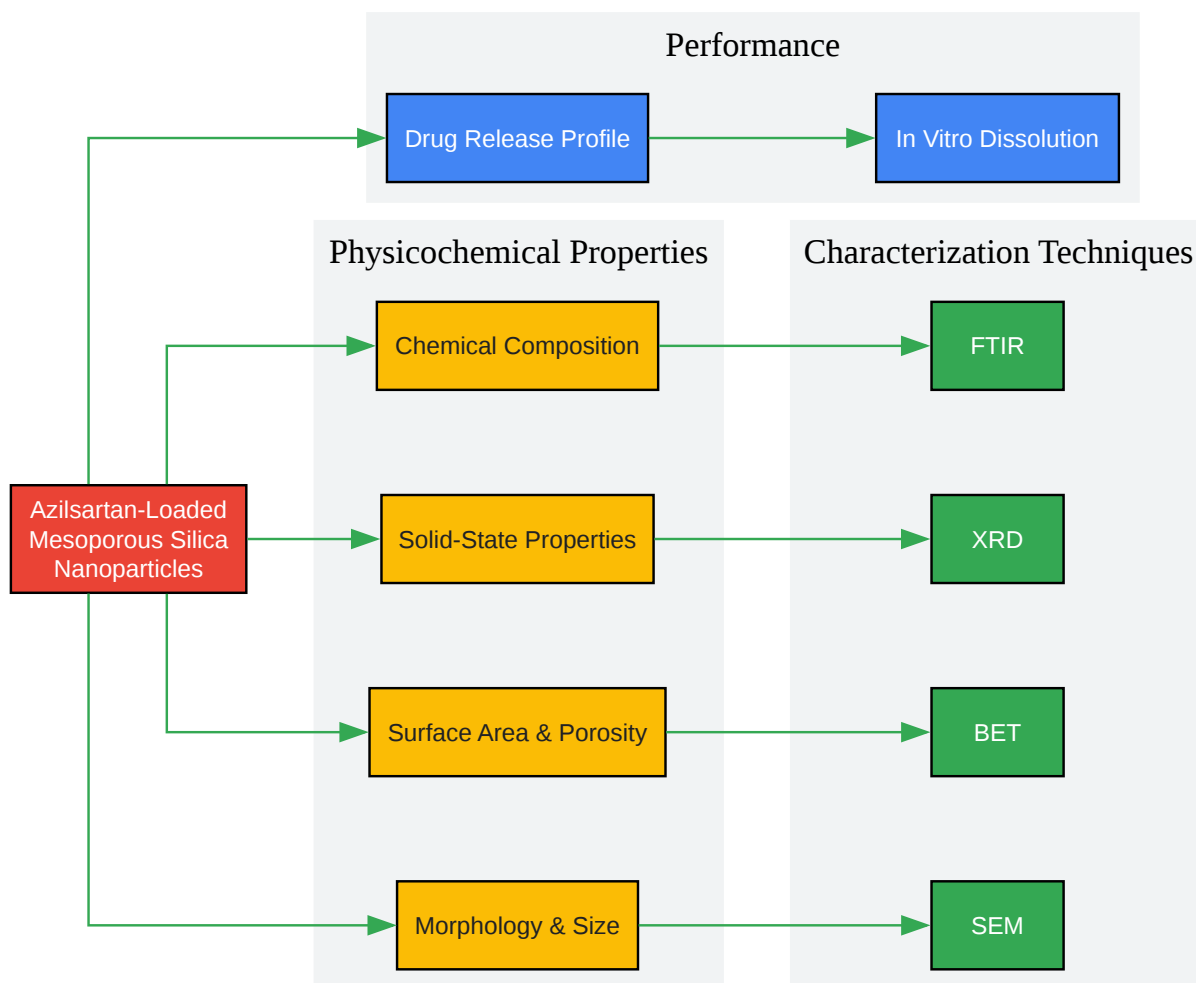 Performance
Drug Release Profile
In Vitro Dissolution
Physicochemical Properties
Characterization Techniques
Chemical Composition
FTIR
Azilsartan-Loaded
Mesoporous Silica
Nanoparticles
Solid-State Properties
XRD
Surface Area & Porosity
BET
Morphology & Size
SEM